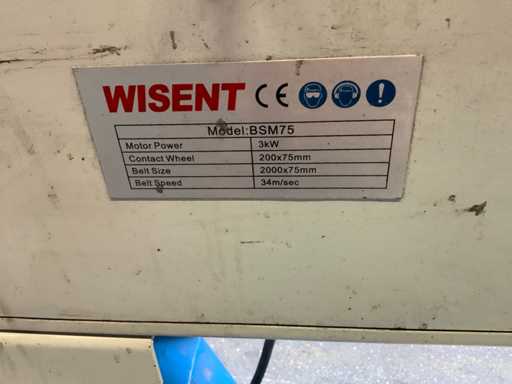 WISENT CE
Model:BSM75
Motor Power 3kW
Contact Wheel 200x75mm
Belt Size 2000x75mm
Belt Speed 34m/sec